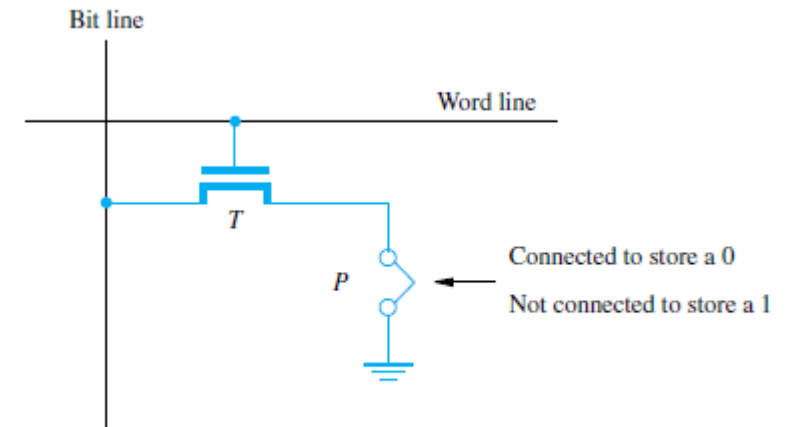 Bit line
Word line
T
P
Connected to store a 0
Not connected to store a 1